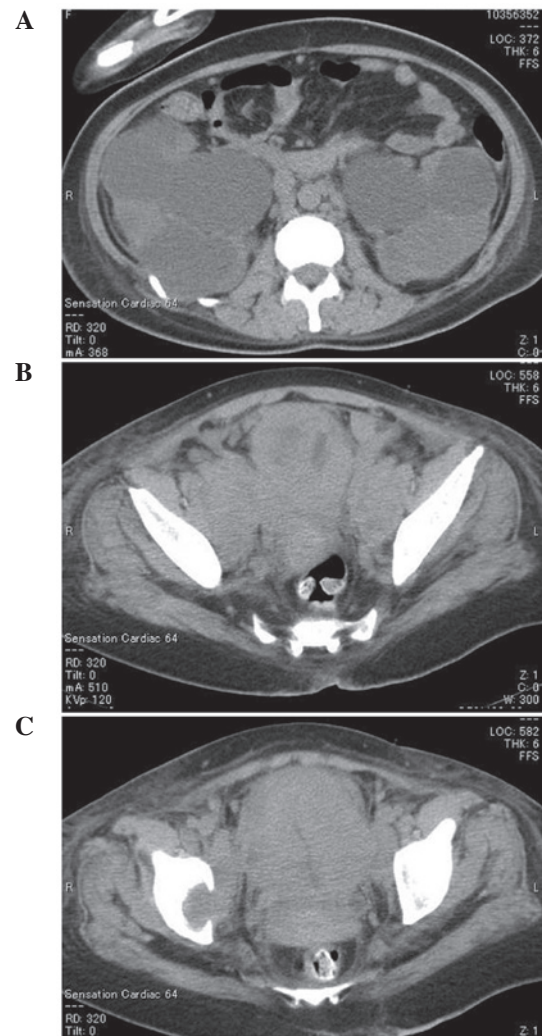 A
F
10356352
LOC: 372
THK: 6
FFS
R
L
Sensation Cardiac 64
RD: 320
Tilt: 0
mA: 368
Z: 1
C: 0
B
LOC: 558
THK: 6
FFS
R
L
Sensation Cardiac 64
RD: 320
Tilt: 0
mA: 510
KVp: 120
Z: 1
C: 0
W: 300
C
LOC: 582
THK: 6
FFS
R
L
Sensation Cardiac 64
RD: 320
Tilt: 0
Z: 1